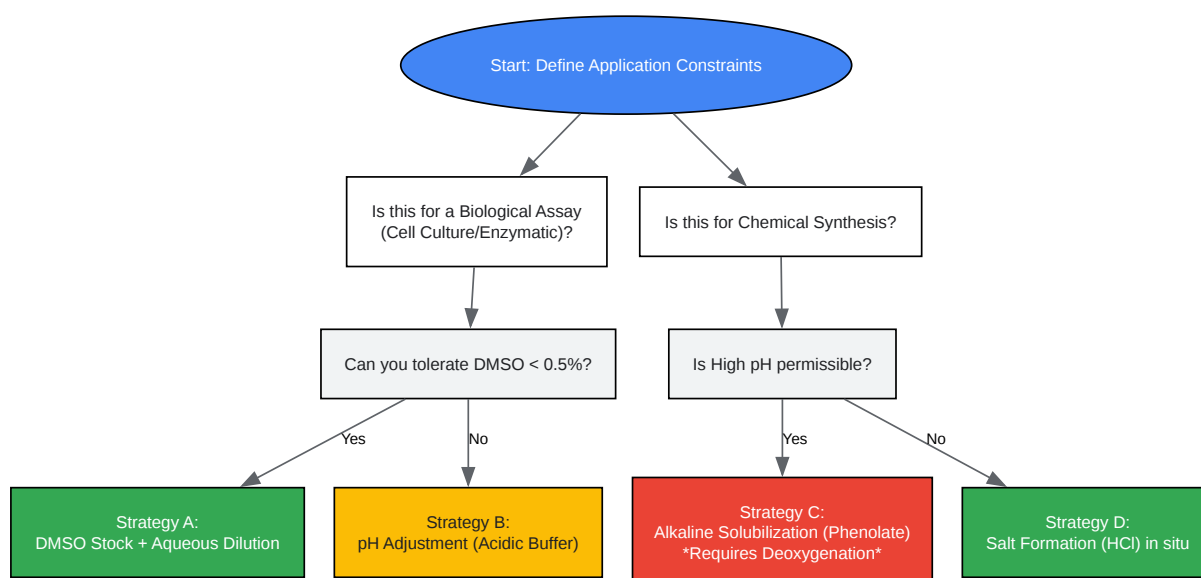 Start: Define Application Constraints
Is this for a Biological Assay
(Cell Culture/Enzymatic)?
Is this for Chemical Synthesis?
Can you tolerate DMSO < 0.5%?
Is High pH permissible?
Yes
No
Yes
No
Strategy A:
DMSO Stock + Aqueous Dilution
Strategy B:
pH Adjustment (Acidic Buffer)
Strategy C:
Alkaline Solubilization (Phenolate)
*Requires Deoxygenation*
Strategy D:
Salt Formation (HCl) in situ